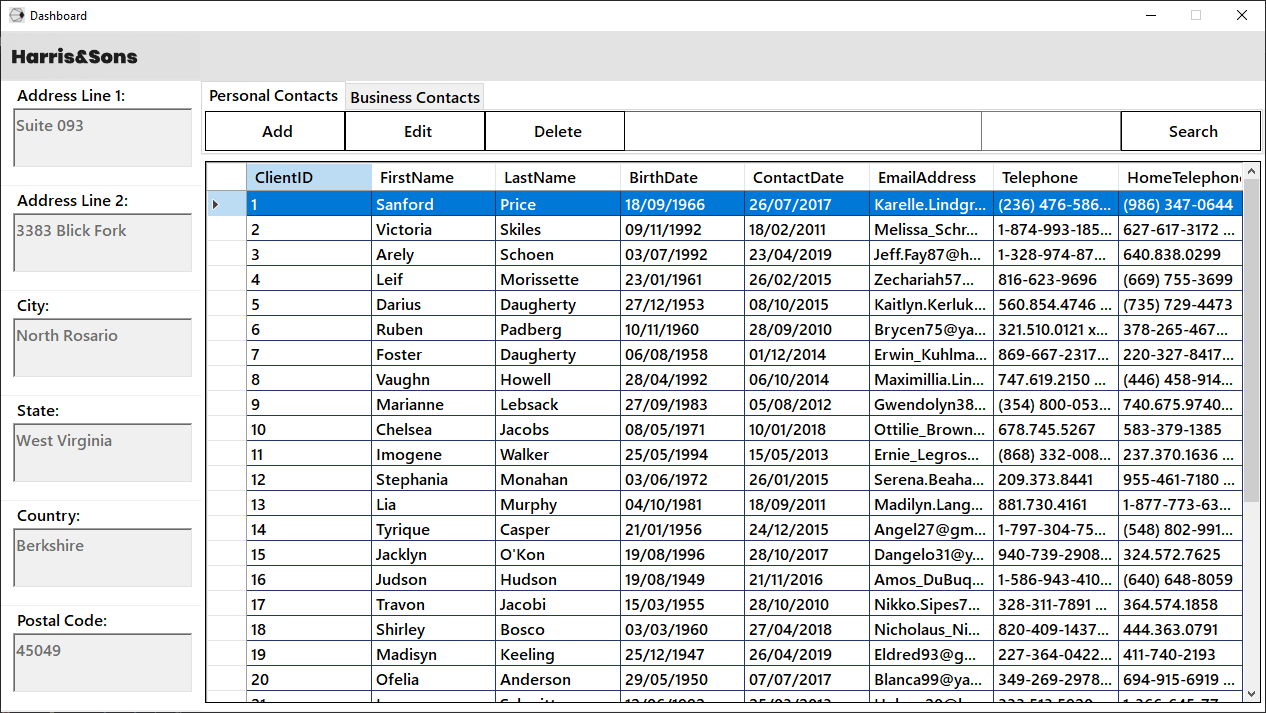 Dashboard
Harris&Sons
Address Line 1:
Suite 093
Address Line 2:
3383 Blick Fork
City:
North Rosario
State:
West Virginia
Country:
Berkshire
Postal Code:
45049
Personal Contacts Business Contacts
Add Edit Delete Search
ClientID FirstName LastName BirthDate ContactDate EmailAddress Telephone HomeTelephone
1 Sanford Price 18/09/1966 26/07/2017 Karelle.Lindgr... (236) 476-586... (986) 347-0644
2 Victoria Skiles 09/11/1992 18/02/2011 Melissa_Schr... 1-874-993-185... 627-617-3172 ...
3 Arely Schoen 03/07/1992 23/04/2019 Jeff.Fay87@h... 1-328-974-87... 640.838.0299
4 Leif Morissette 23/01/1961 26/02/2015 Zechariah57... 816-623-9696 (669) 755-3699
5 Darius Daugherty 27/12/1953 08/10/2015 Kaitlyn.Kerluk... 560.854.4746 ... (735) 729-4473
6 Ruben Padberg 10/11/1960 28/09/2010 Brycen75@ya... 321.510.0121 x... 378-265-467...
7 Foster Daugherty 06/08/1958 01/12/2014 Erwin_Kuhlma... 869-667-2317... 220-327-8417...
8 Vaughn Howell 28/04/1992 06/10/2014 Maximillia.Lin... 747.619.2150 ... (446) 458-914...
9 Marianne Lebsack 27/09/1983 05/08/2012 Gwendolyn38... (354) 800-053... 740.675.9740...
10 Chelsea Jacobs 08/05/1971 10/01/2018 Ottilie_Brown... 678.745.5267 583-379-1385
11 Imogene Walker 25/05/1994 15/05/2013 Ernie_Legros... (868) 332-008... 237.370.1636 ...
12 Stephania Monahan 03/06/1972 26/01/2015 Serena.Beaha... 209.373.8441 955-461-7180 ...
13 Lia Murphy 04/10/1981 18/09/2011 Madilyn.Lang... 881.730.4161 1-877-773-63...
14 Tyrique Casper 21/01/1956 24/12/2015 Angel27@gm... 1-797-304-75... (548) 802-991...
15 Jacklyn O'Kon 19/08/1996 28/10/2017 Dangelo31@y... 940-739-2908... 324.572.7625
16 Judson Hudson 19/08/1949 21/11/2016 Amos_DuBuq... 1-586-943-410... (640) 648-8059
17 Travon Jacobi 15/03/1955 28/10/2010 Nikko.Sipes7... 328-311-7891 ... 364.574.1858
18 Shirley Bosco 03/03/1960 27/04/2018 Nicholaus_Ni... 820-409-1437... 444.363.0791
19 Madisyn Keeling 25/12/1947 26/04/2019 Eldred93@g... 227-364-0422... 411-740-2193
20 Ofelia Anderson 29/05/1950 07/07/2017 Blanca99@ya... 349-269-2978... 694-915-6919 ...